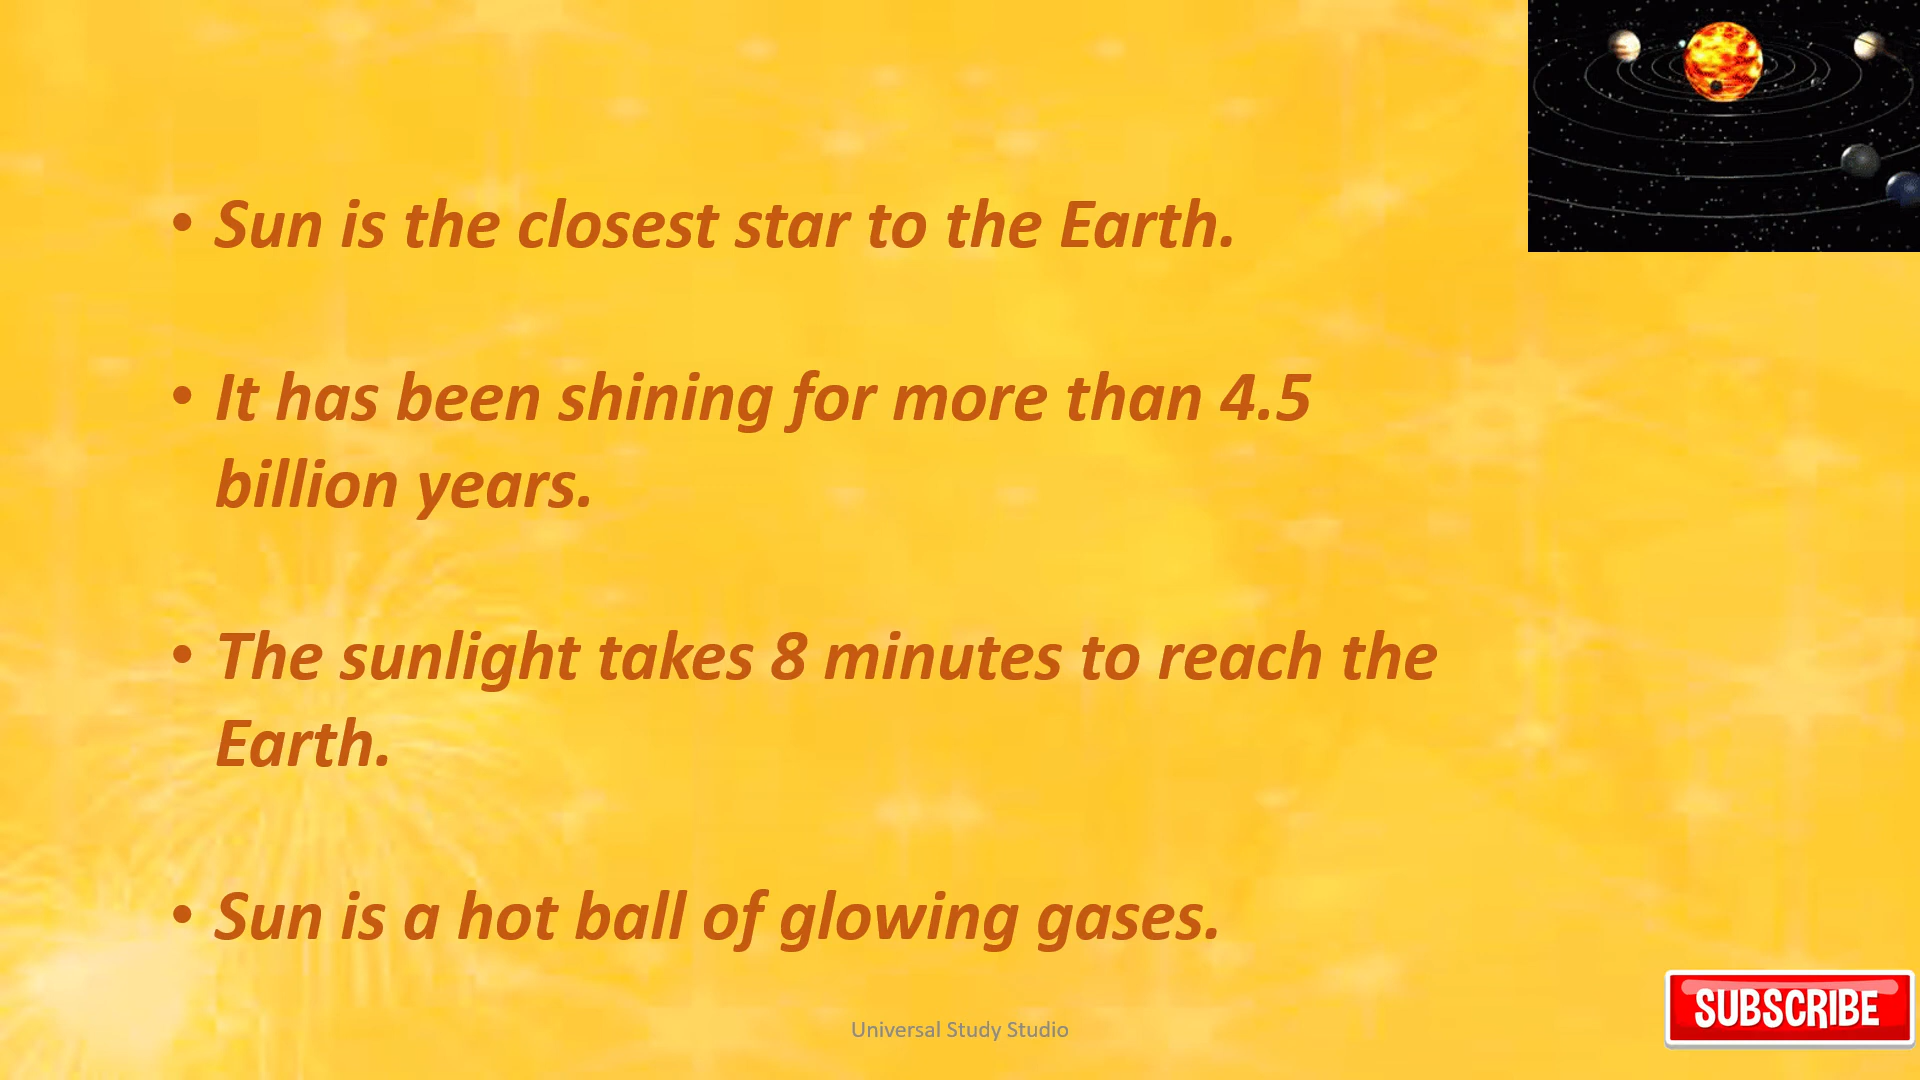 • Sun is the closest star to the Earth.
• It has been shining for more than 4.5
billion years.
• The sunlight takes 8 minutes to reach the
Earth.
• Sun is a hot ball of glowing gases.
Universal Study Studio
SUBSCRIBE